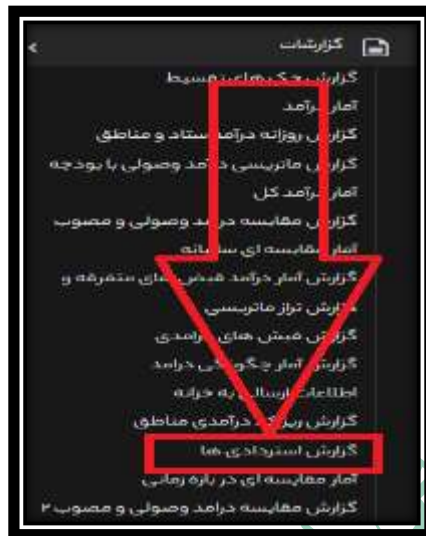 گزارشات
گزارش چک های تقسیط
آمار درآمد
گزارش روزانه درآمد ستاد و مناطق
گزارش ماتریسی درآمد وصولی با بودجه
آمار درآمد کل
گزارش مقایسه درآمد وصولی و مصوب
آمار مقایسه ای سالیانه
گزارش آمار درآمد فیش های متفرقه و
گزارش تراز ماتریسی
گزارش فیش های درآمدی
گزارش آمار چگونگی درآمد
اطلاعات ارسالی به خزانه
گزارش ریز کد درآمدی مناطق
گزارش استردادی ها
آمار مقایسه ای در بازه زمانی
گزارش مقایسه درآمد وصولی و مصوب ۲